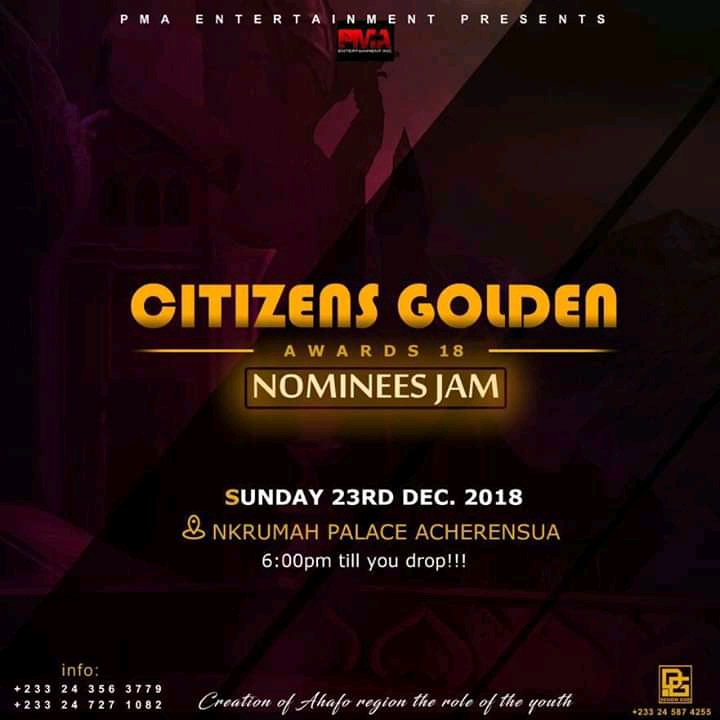 PMA ENTERTAINMENT PRESENTS
PMA
ENTERTAINMENT INC.
CITIZENS GOLDEN
AWARDS 18
NOMINEES JAM
SUNDAY 23RD DEC. 2018
NKRUMAH PALACE ACHERENSUA
6:00pm till you drop!!!
info:
+233 24 356 3779
+233 24 727 1082
Creation of Ahafo region the role of the youth
+233 24 587 4255